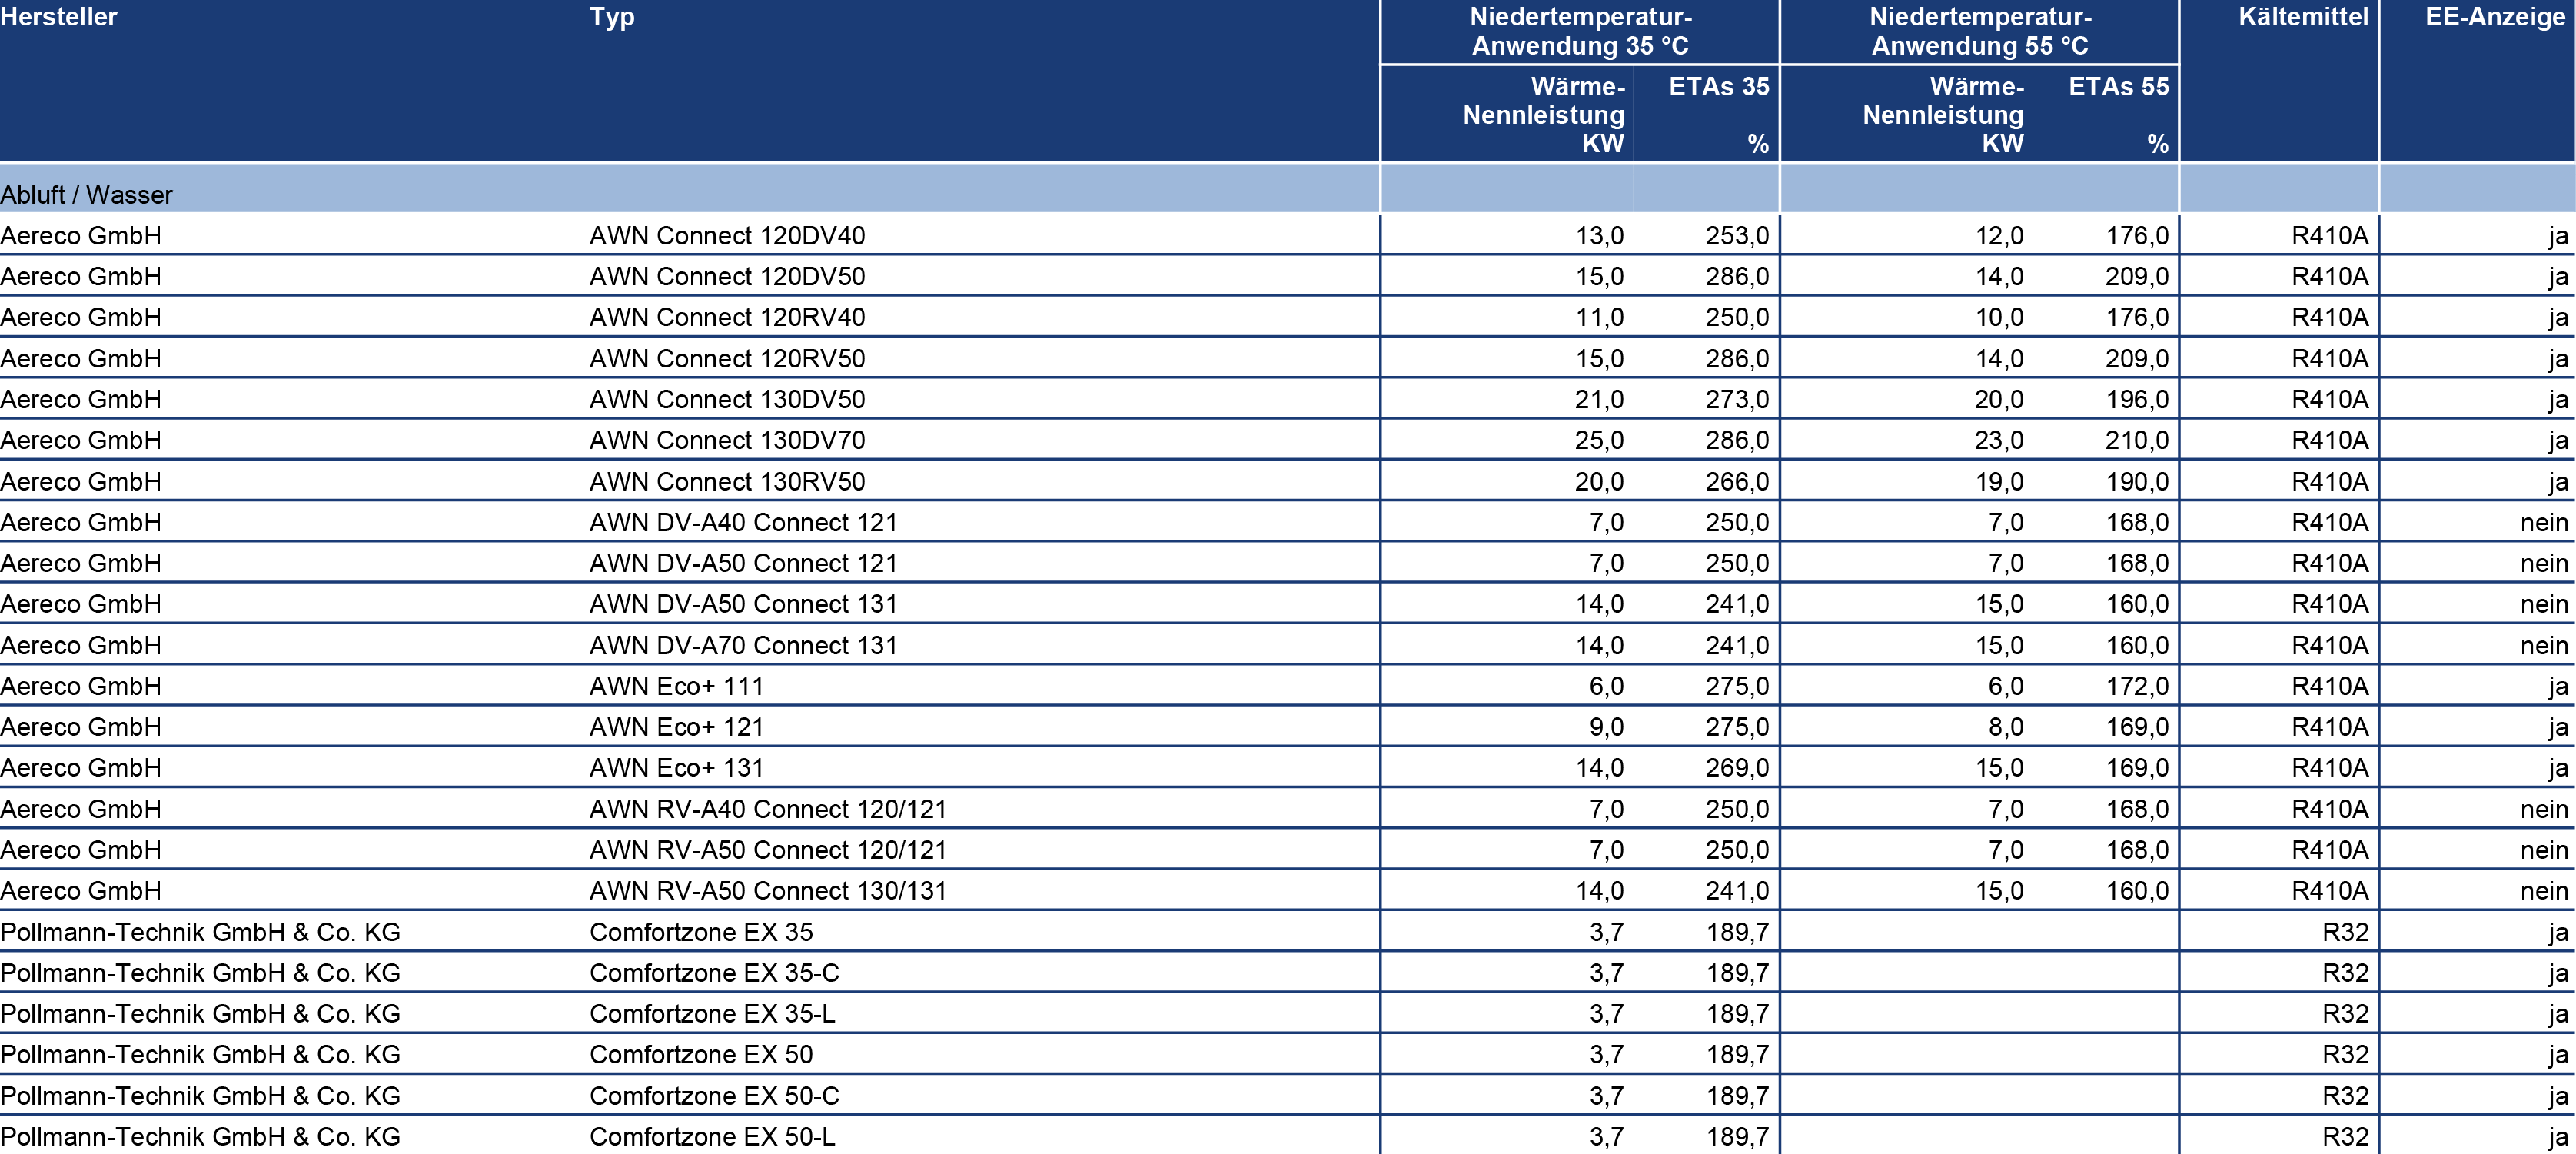 Hersteller Typ Niedertemperatur- Niedertemperatur- Kältemittel EE-Anzeige
Anwendung 35 °C Anwendung 55 °C
Wärme- ETAs 35 Wärme- ETAs 55
Nennleistung Nennleistung
KW % KW %
Abluft / Wasser
Aereco GmbH AWN Connect 120DV40 13,0 253,0 12,0 176,0 R410A ja
Aereco GmbH AWN Connect 120DV50 15,0 286,0 14,0 209,0 R410A ja
Aereco GmbH AWN Connect 120RV40 11,0 250,0 10,0 176,0 R410A ja
Aereco GmbH AWN Connect 120RV50 15,0 286,0 14,0 209,0 R410A ja
Aereco GmbH AWN Connect 130DV50 21,0 273,0 20,0 196,0 R410A ja
Aereco GmbH AWN Connect 130DV70 25,0 286,0 23,0 210,0 R410A ja
Aereco GmbH AWN Connect 130RV50 20,0 266,0 19,0 190,0 R410A ja
Aereco GmbH AWN DV-A40 Connect 121 7,0 250,0 7,0 168,0 R410A nein
Aereco GmbH AWN DV-A50 Connect 121 7,0 250,0 7,0 168,0 R410A nein
Aereco GmbH AWN DV-A50 Connect 131 14,0 241,0 15,0 160,0 R410A nein
Aereco GmbH AWN DV-A70 Connect 131 14,0 241,0 15,0 160,0 R410A nein
Aereco GmbH AWN Eco+ 111 6,0 275,0 6,0 172,0 R410A ja
Aereco GmbH AWN Eco+ 121 9,0 275,0 8,0 169,0 R410A ja
Aereco GmbH AWN Eco+ 131 14,0 269,0 15,0 169,0 R410A ja
Aereco GmbH AWN RV-A40 Connect 120/121 7,0 250,0 7,0 168,0 R410A nein
Aereco GmbH AWN RV-A50 Connect 120/121 7,0 250,0 7,0 168,0 R410A nein
Aereco GmbH AWN RV-A50 Connect 130/131 14,0 241,0 15,0 160,0 R410A nein
Pollmann-Technik GmbH & Co. KG Comfortzone EX 35 3,7 189,7 R32 ja
Pollmann-Technik GmbH & Co. KG Comfortzone EX 35-C 3,7 189,7 R32 ja
Pollmann-Technik GmbH & Co. KG Comfortzone EX 35-L 3,7 189,7 R32 ja
Pollmann-Technik GmbH & Co. KG Comfortzone EX 50 3,7 189,7 R32 ja
Pollmann-Technik GmbH & Co. KG Comfortzone EX 50-C 3,7 189,7 R32 ja
Pollmann-Technik GmbH & Co. KG Comfortzone EX 50-L 3,7 189,7 R32 ja